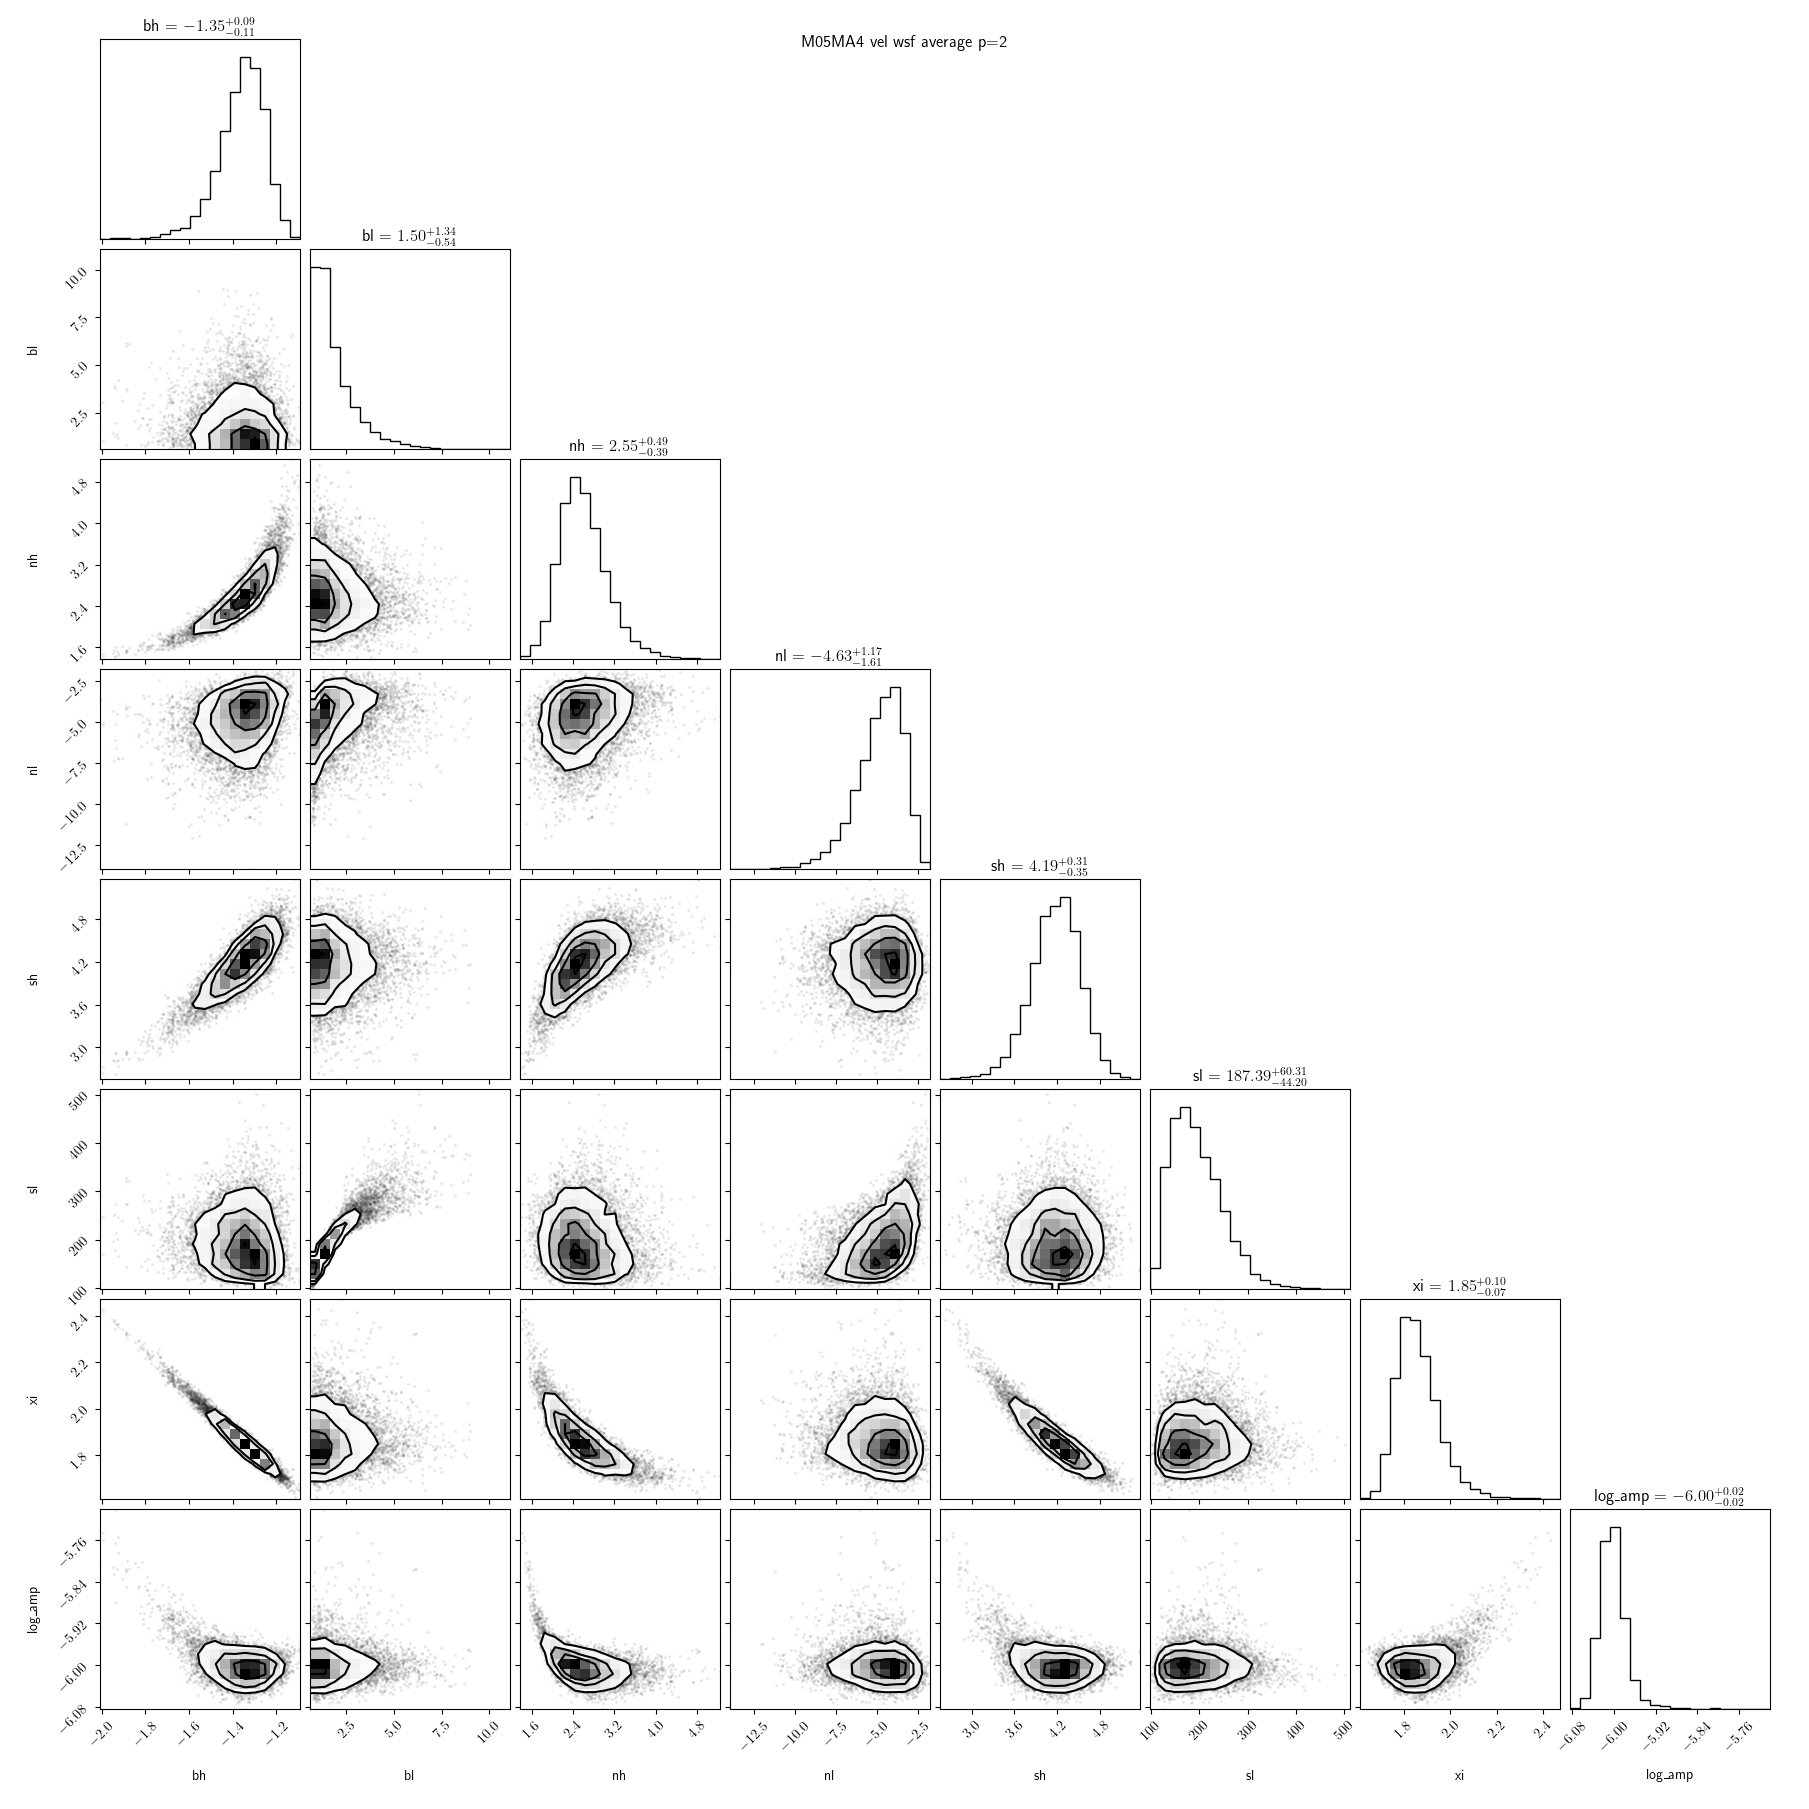 M05MA4 vel wsf average p=2
bh = −1.35 +0.09 −0.11
bl = 1.50 +1.34 −0.54
10.0
7.5
5.0
2.5
bl
nh = 2.55 +0.49 −0.39
4.8
4.0
3.2
2.4
1.6
nh
nl = −4.63 +1.17 −1.61
−2.5
−5.0
−7.5
−10.0
−12.5
nl
sh = 4.19 +0.31 −0.35
4.8
4.2
3.6
3.0
sh
sl = 187.39 +60.31 −44.20
500
400
300
200
100
sl
xi = 1.85 +0.10 −0.07
2.4
2.2
2.0
1.8
xi
log_amp = −6.00 +0.02 −0.02
−5.76
−5.84
−5.92
−6.00
−6.08
log_amp
−2.0 −1.8 −1.6 −1.4 −1.2
2.5 5.0 7.5 10.0
1.6 2.4 3.2 4.0 4.8
−12.5 −10.0 −7.5 −5.0 −2.5
3.0 3.6 4.2 4.8
100 200 300 400 500
1.8 2.0 2.2 2.4
−6.08 −6.00 −5.92 −5.84 −5.76
bh bl nh nl sh sl xi log_amp